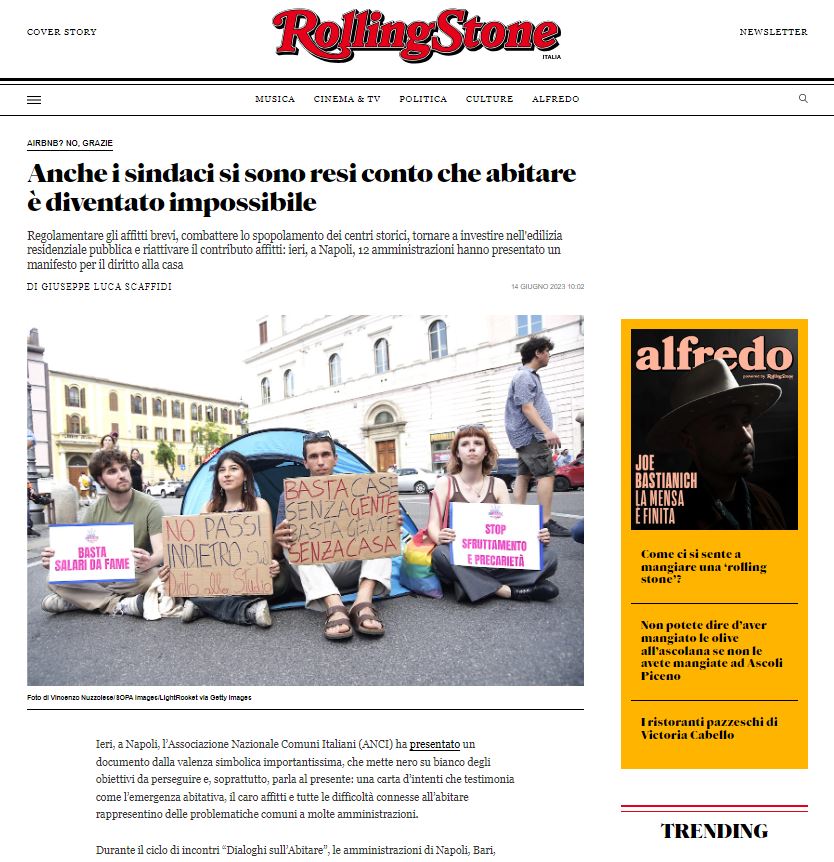 COVER STORY
RollingStone
ITALIA
NEWSLETTER
MUSICA CINEMA & TV POLITICA CULTURE ALFREDO
AIRBNB? NO, GRAZIE
Anche i sindaci si sono resi conto che abitare
è diventato impossibile
Regolamentare gli affitti brevi, combattere lo spopolamento dei centri storici, tornare a investire nell'edilizia
residenziale pubblica e riattivare il contributo affitti: ieri, a Napoli, 12 amministrazioni hanno presentato un
manifesto per il diritto alla casa
DI GIUSEPPE LUCA SCAFFIDI
14 GIUGNO 2023 10:02
BASTA
SALARI DA FAME
NO PASSI
INDIETRO SUL
Diritto allo Studio
BASTA CASE
SENZA GENTE
BASTA GENTE
SENZA CASA
STOP
SFRUTTAMENTO
E PRECARIETÀ
Foto di Vincenzo Nuzzolese/SOPA Images/LightRocket via Getty Images
Ieri, a Napoli, l’Associazione Nazionale Comuni Italiani (ANCI) ha presentato un
documento dalla valenza simbolica importantissima, che mette nero su bianco degli
obiettivi da perseguire e, soprattutto, parla al presente: una carta d’intenti che testimonia
come l’emergenza abitativa, il caro affitti e tutte le difficoltà connesse all’abitare
rappresentino delle problematiche comuni a molte amministrazioni.
Durante il ciclo di incontri “Dialoghi sull’Abitare”, le amministrazioni di Napoli, Bari,
alfredo
powered by RollingStone
JOE
BASTIANICH
LA MENSA
È FINITA
Come ci si sente a
mangiare una ‘rolling
stone’?
Non potete dire d’aver
mangiato le olive
all’ascolana se non le
avete mangiate ad Ascoli
Piceno
I ristoranti pazzeschi di
Victoria Cabello
TRENDING